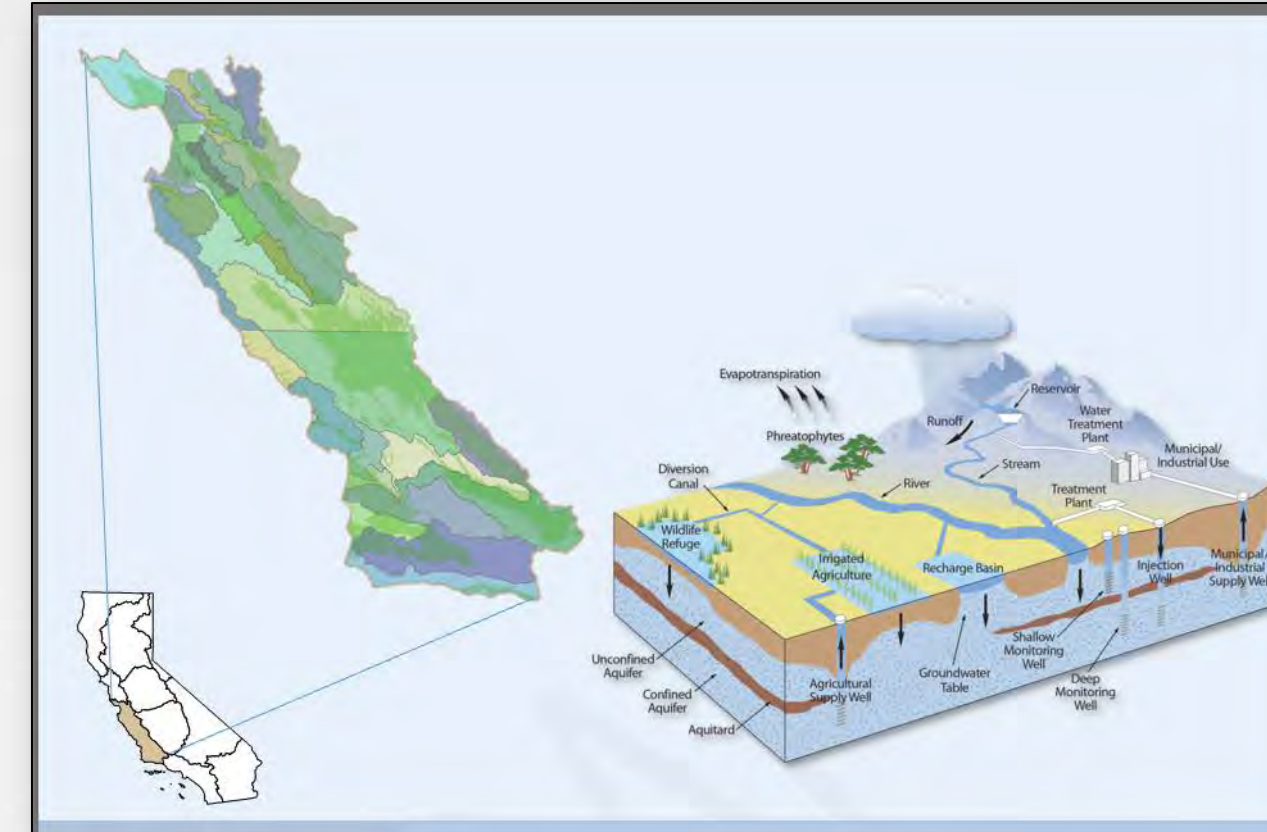 Evapotranspiration
Reservoir
Water
Treatment
Plant
Runoff
Phreatophytes
Municipal/
Industrial Use
Diversion
Canal
Stream
River
Treatment
Plant
Wildlife
Refuge
Irrigated
Agriculture
Recharge Basin
Injection
Well
Municipal/
Industrial
Supply Well
Shallow
Monitoring
Well
Unconfined
Aquifer
Groundwater
Table
Deep
Monitoring
Well
Agricultural
Supply Well
Confined
Aquifer
Aquitard